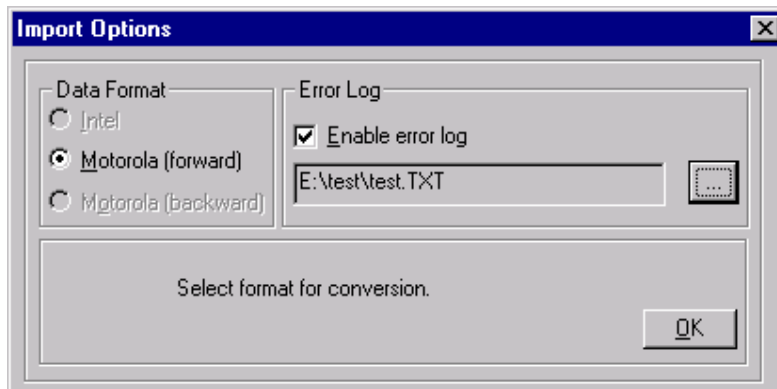 Import Options
Data Format
Intel
Motorola (forward)
Motorola (backward)
Error Log
Enable error log
E:\test\test.TXT
...
Select format for conversion.
OK